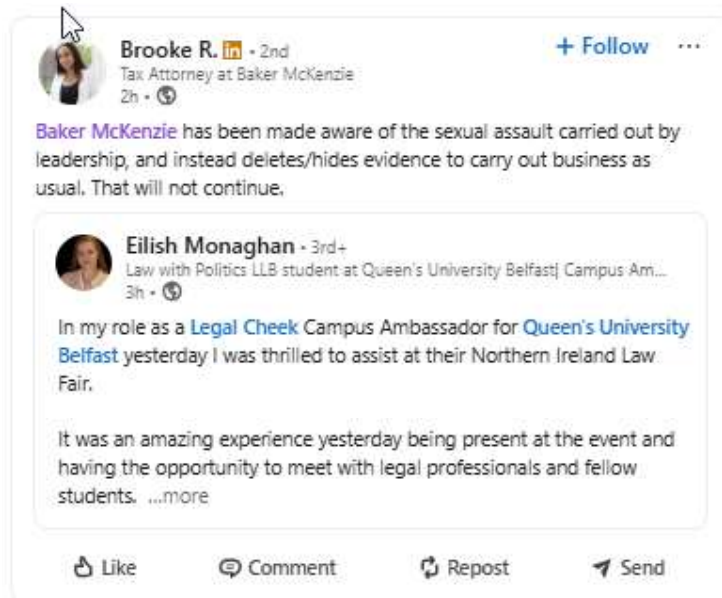 Brooke R. in • 2nd
+ Follow ...
Tax Attorney at Baker McKenzie
2h •
Baker McKenzie has been made aware of the sexual assault carried out by
leadership, and instead deletes/hides evidence to carry out business as
usual. That will not continue.
Eilish Monaghan • 3rd+
Law with Politics LLB student at Queen's University Belfast| Campus Am...
3h •
In my role as a Legal Cheek Campus Ambassador for Queen's University
Belfast yesterday I was thrilled to assist at their Northern Ireland Law
Fair.
It was an amazing experience yesterday being present at the event and
having the opportunity to meet with legal professionals and fellow
students. ...more
Like Comment Repost Send